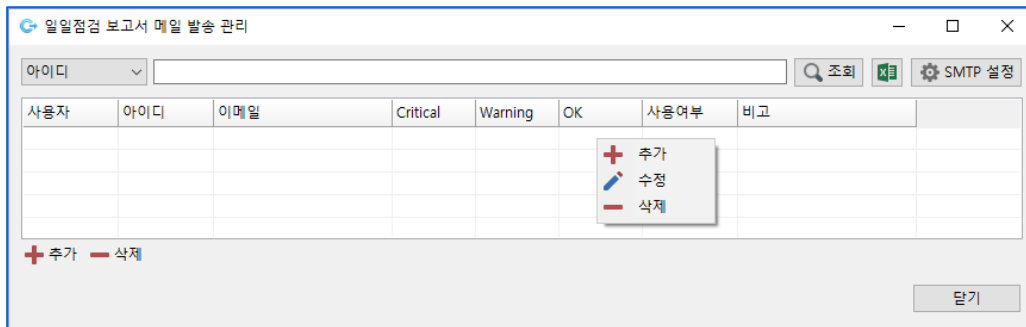 일일점검 보고서 메일 발송 관리
아이디 조회 SMTP 설정
사용자 아이디 이메일 Critical Warning OK 사용여부 비고
추가
수정
삭제
추가 삭제
닫기